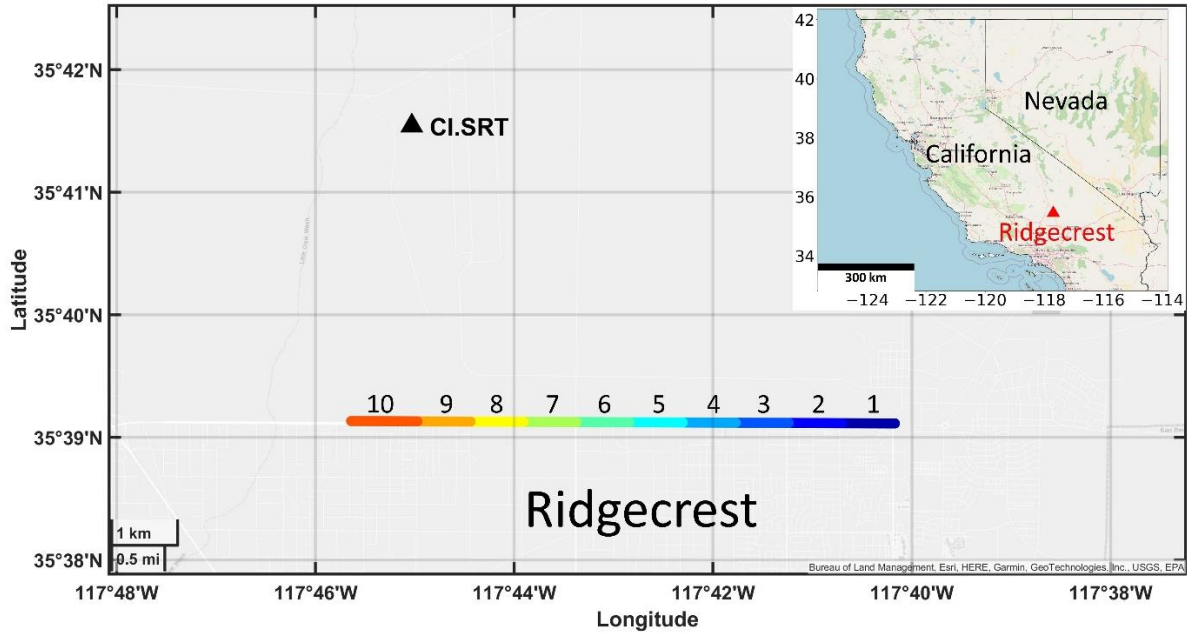 35°42'N
35°41'N
35°40'N
35°39'N
35°38'N
Latitude
CI.SRT
42
40
38
36
34
Nevada
California
Ridgecrest
300 km
−124 −122 −120 −118 −116 −114
10 9 8 7 6 5 4 3 2 1
Ridgecrest
1 km
0.5 mi
Bureau of Land Management, Esri, HERE, Garmin, GeoTechnologies, Inc., USGS, EPA
117°48'W 117°46'W 117°44'W 117°42'W 117°40'W 117°38'W
Longitude